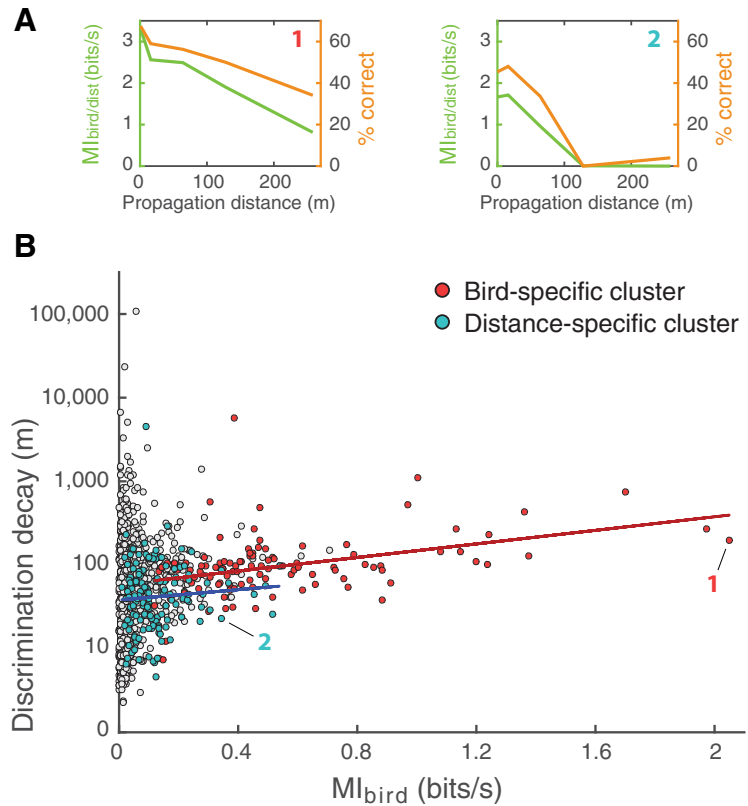 A
1
MIbird/dist (bits/s)
3
2
1
0
60
40
20
0
% correct
0 100 200
Propagation distance (m)
2
MIbird/dist (bits/s)
3
2
1
0
60
40
20
0
% correct
0 100 200
Propagation distance (m)
B
Bird-specific cluster
Distance-specific cluster
Discrimination decay (m)
100,000
10,000
1,000
100
10
0
1
2
0 0.4 0.8 1.2 1.6 2
MIbird (bits/s)